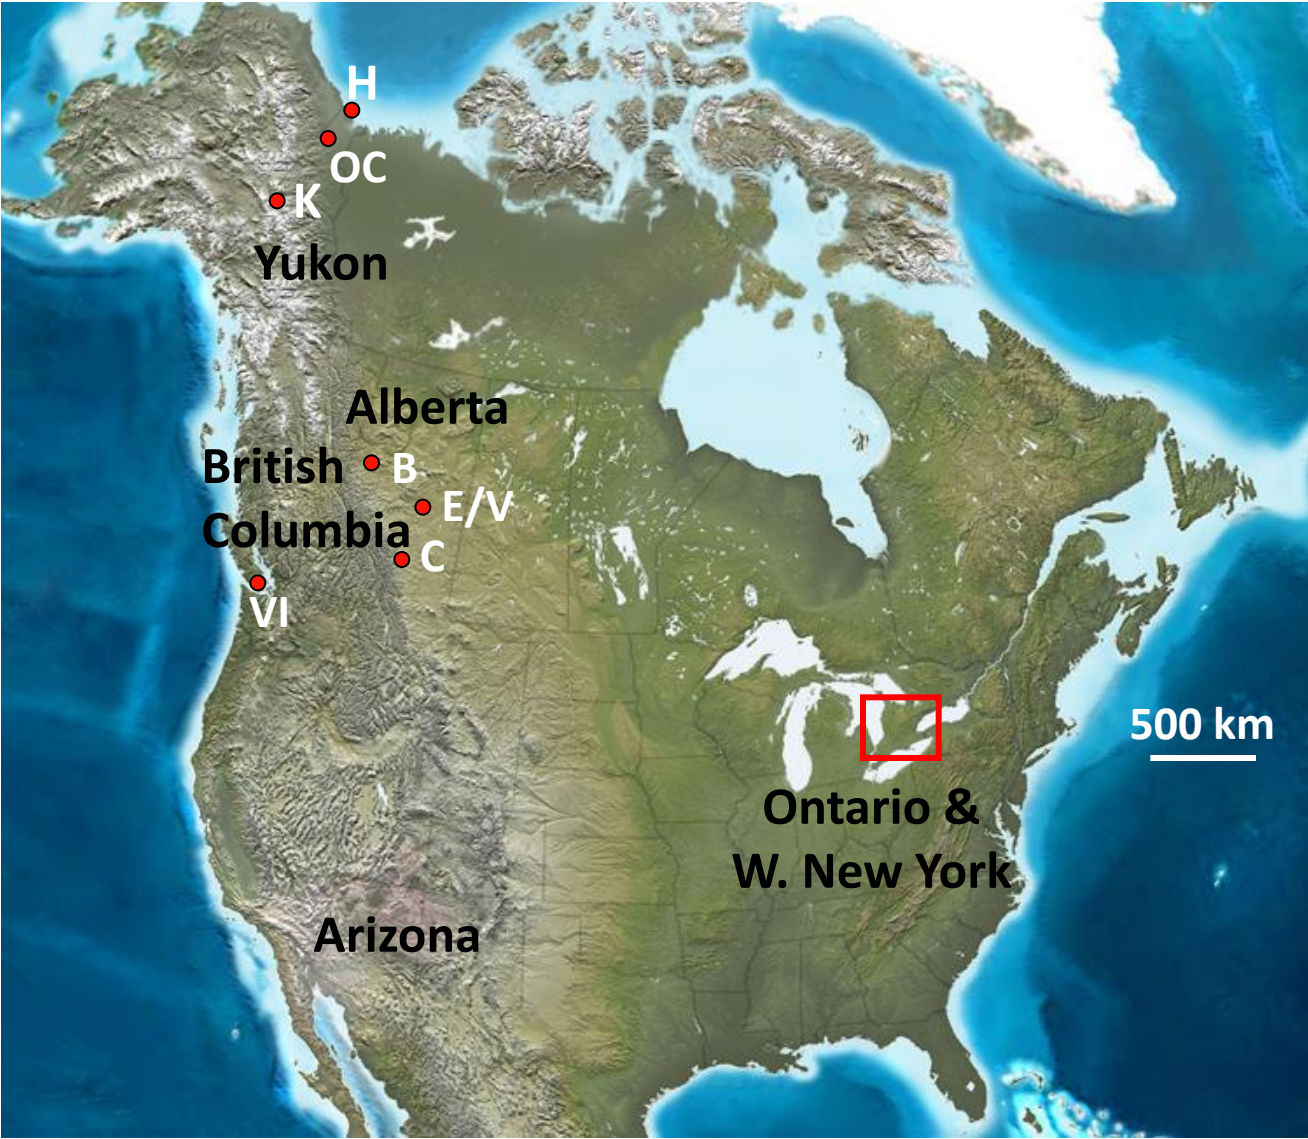 H
OC
K
Yukon
Alberta
British
B
E/V
Columbia
C
VI
500 km
Ontario &
W. New York
Arizona